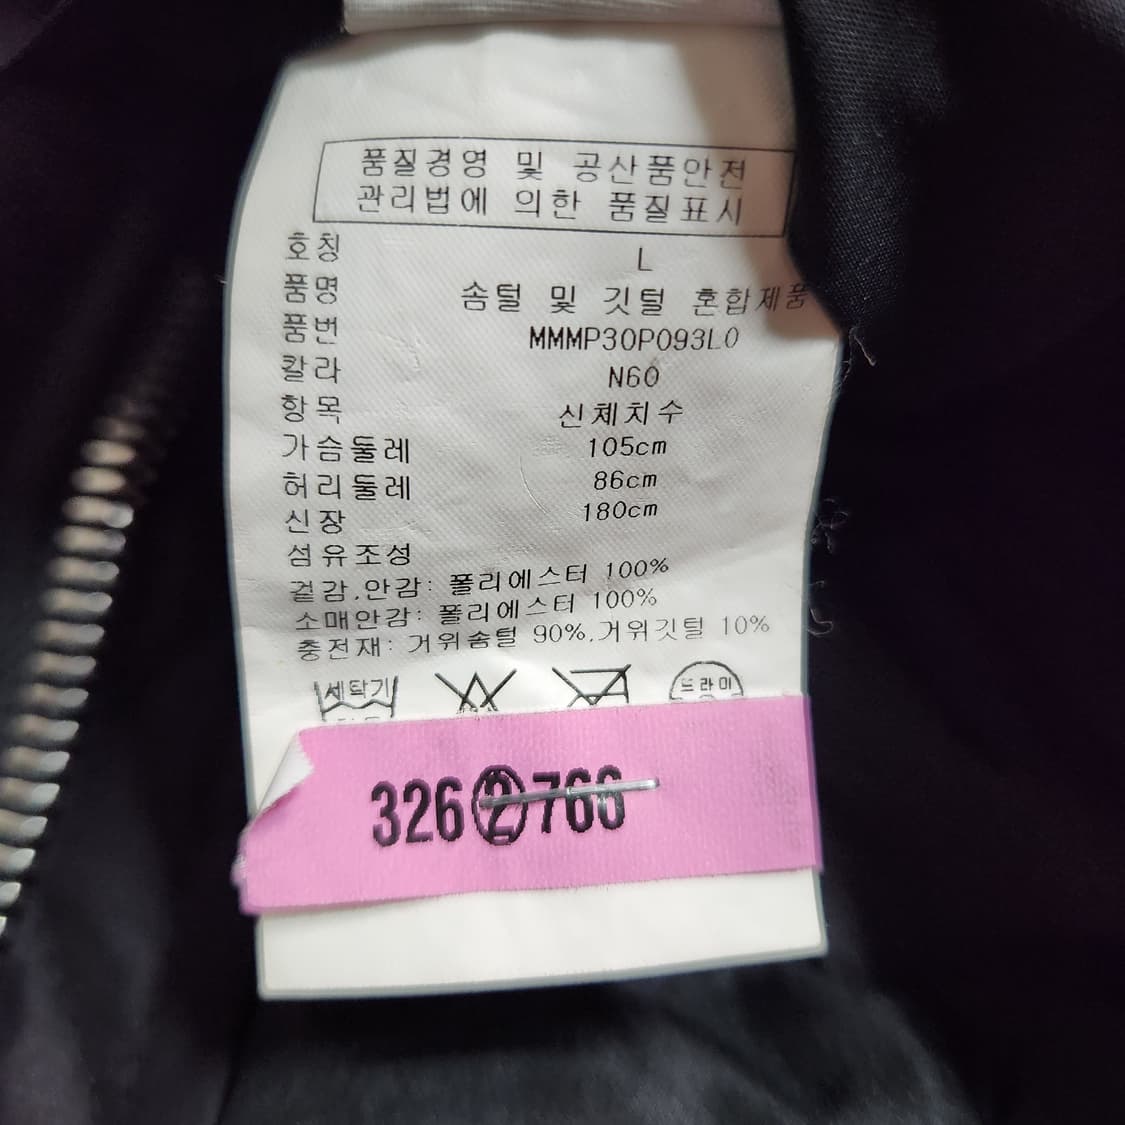 품질경영 및 공산품안전
관리법에 의한 품질표시
호칭 L
품명 솜털 및 깃털 혼합제품
품번 MMMP30P093L0
칼라 N60
항목 신체치수
가슴둘레 105cm
허리둘레 86cm
신장 180cm
섬유조성
겉감,안감: 폴리에스터 100%
소매안감: 폴리에스터 100%
충전재: 거위솜털 90%,거위깃털 10%
세탁기
드라이
326②766